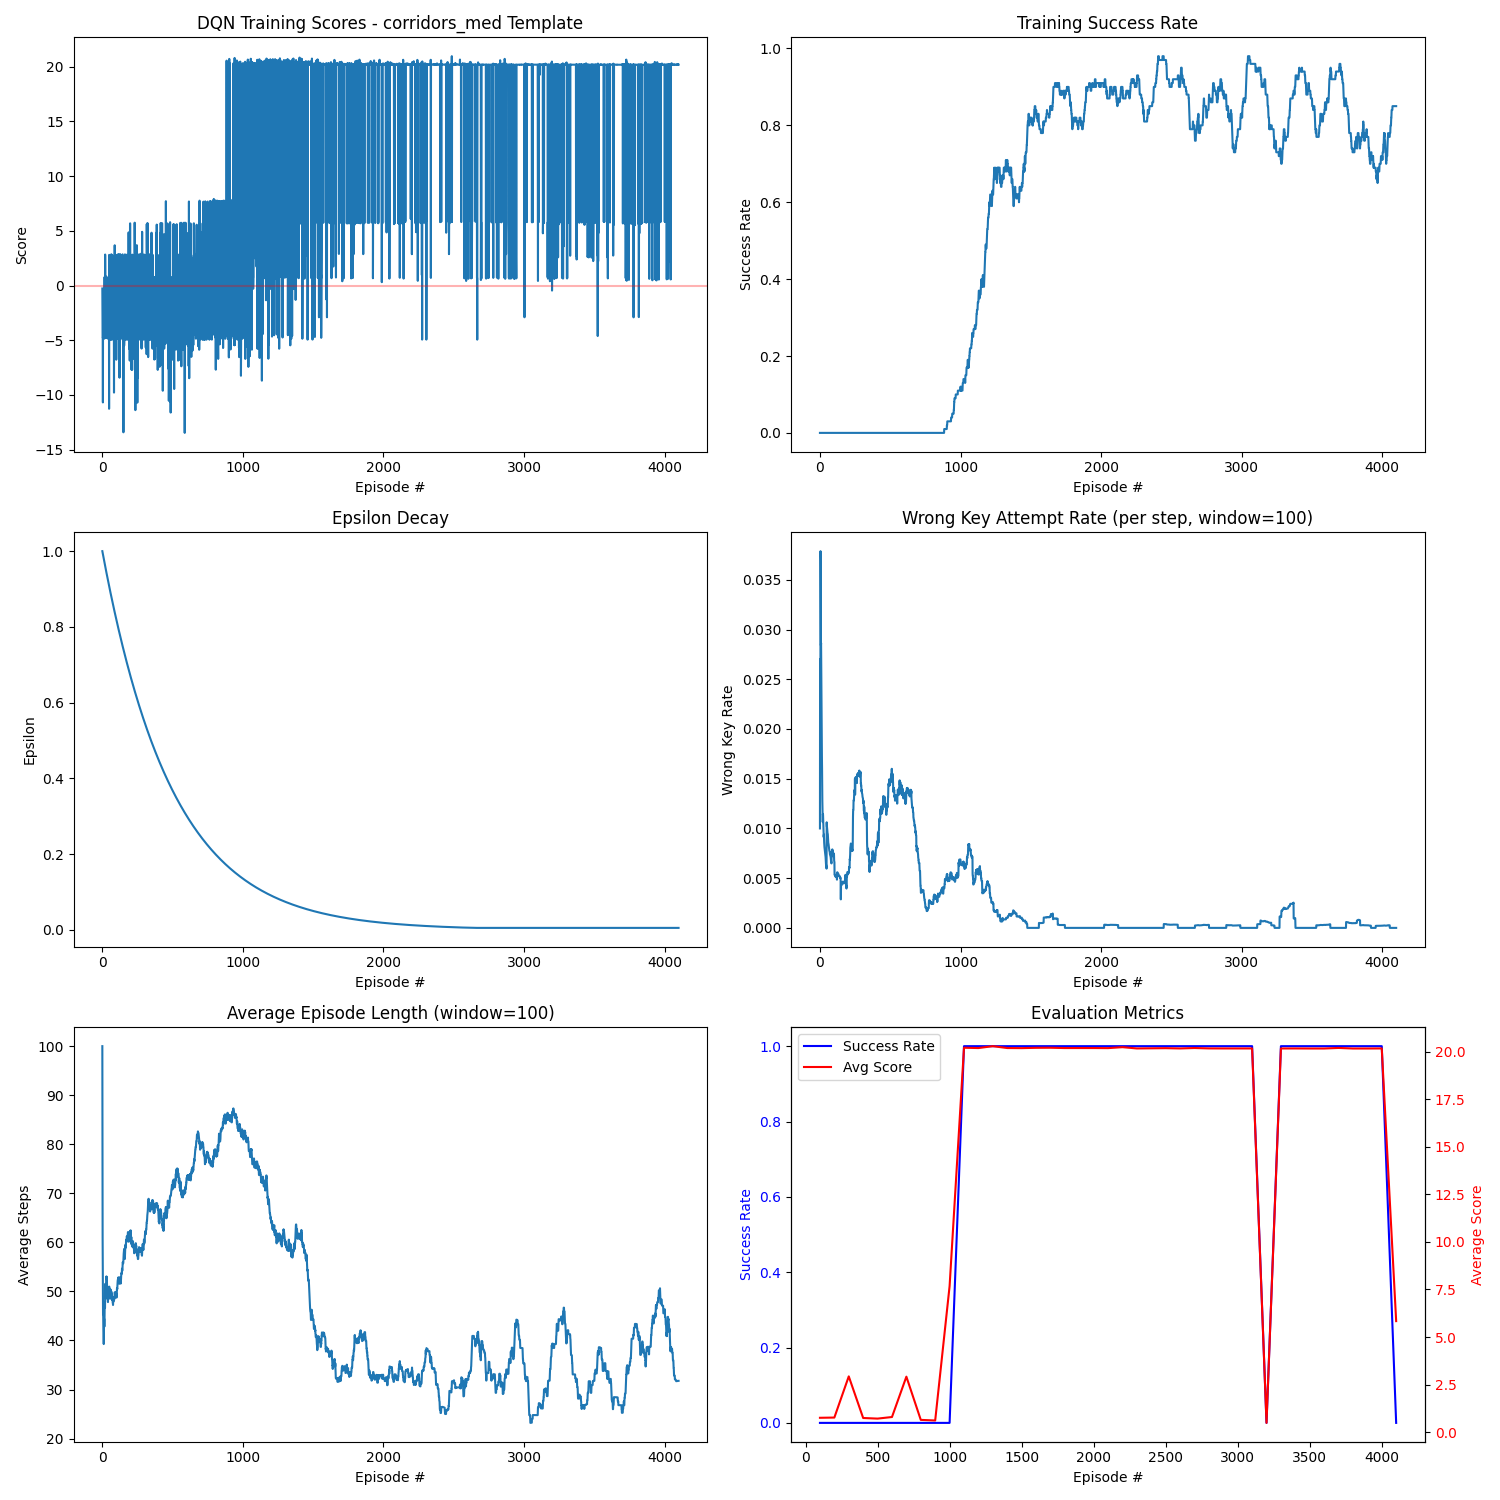 DQN Training Scores - corridors_med Template
20
15
10
5
0
−5
−10
−15
Score
0 1000 2000 3000 4000
Episode #
Training Success Rate
1.0
0.8
0.6
0.4
0.2
0.0
Success Rate
0 1000 2000 3000 4000
Episode #
Epsilon Decay
1.0
0.8
0.6
0.4
0.2
0.0
Epsilon
0 1000 2000 3000 4000
Episode #
Wrong Key Attempt Rate (per step, window=100)
0.035
0.030
0.025
0.020
0.015
0.010
0.005
0.000
Wrong Key Rate
0 1000 2000 3000 4000
Episode #
Average Episode Length (window=100)
100
90
80
70
60
50
40
30
20
Average Steps
0 1000 2000 3000 4000
Episode #
Evaluation Metrics
Success Rate
Avg Score
1.0
0.8
0.6
0.4
0.2
0.0
Success Rate
20.0
17.5
15.0
12.5
10.0
7.5
5.0
2.5
0.0
Average Score
0 500 1000 1500 2000 2500 3000 3500 4000
Episode #